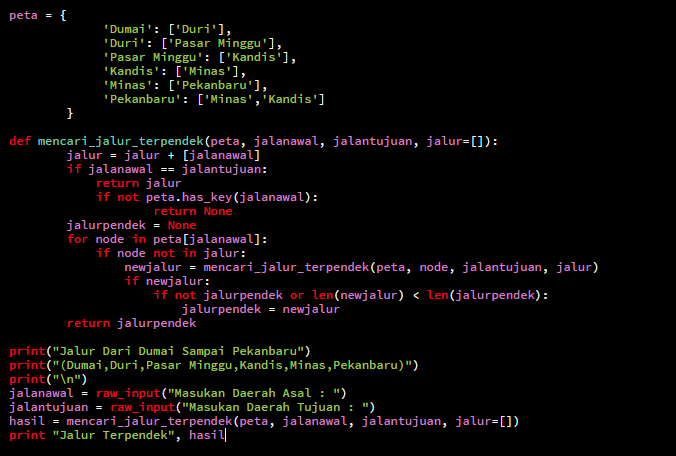 peta = {
'Dumai': ['Duri'],
'Duri': ['Pasar Minggu'],
'Pasar Minggu': ['Kandis'],
'Kandis': ['Minas'],
'Minas': ['Pekanbaru'],
'Pekanbaru': ['Minas','Kandis']
}
def mencari_jalur_terpendek(peta, jalanawal, jalantujuan, jalur=[]):
jalur = jalur + [jalanawal]
if jalanawal == jalantujuan:
return jalur
if not peta.has_key(jalanawal):
return None
jalurpendek = None
for node in peta[jalanawal]:
if node not in jalur:
newjalur = mencari_jalur_terpendek(peta, node, jalantujuan, jalur)
if newjalur:
if not jalurpendek or len(newjalur) < len(jalurpendek):
jalurpendek = newjalur
return jalurpendek
print("Jalur Dari Dumai Sampai Pekanbaru")
print("(Dumai,Duri,Pasar Minggu,Kandis,Minas,Pekanbaru)")
print("\n")
jalanawal = raw_input("Masukan Daerah Asal : ")
jalantujuan = raw_input("Masukan Daerah Tujuan : ")
hasil = mencari_jalur_terpendek(peta, jalanawal, jalantujuan, jalur=[])
print "Jalur Terpendek", hasil